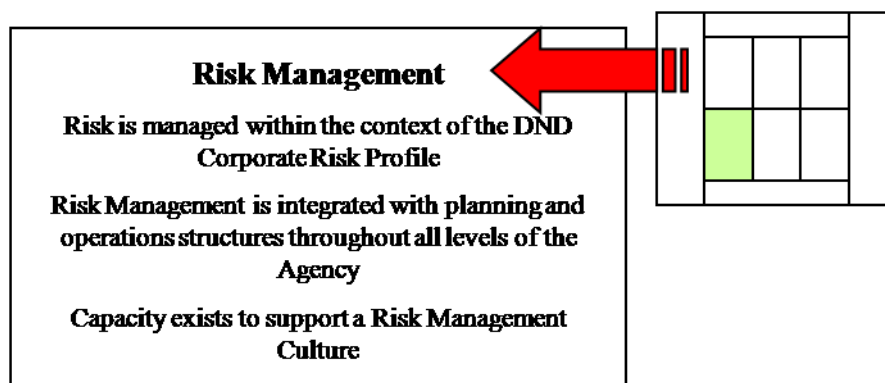 Risk Management
Risk is managed within the context of the DND
Corporate Risk Profile
Risk Management is integrated with planning and
operations structures throughout all levels of the
Agency
Capacity exists to support a Risk Management
Culture